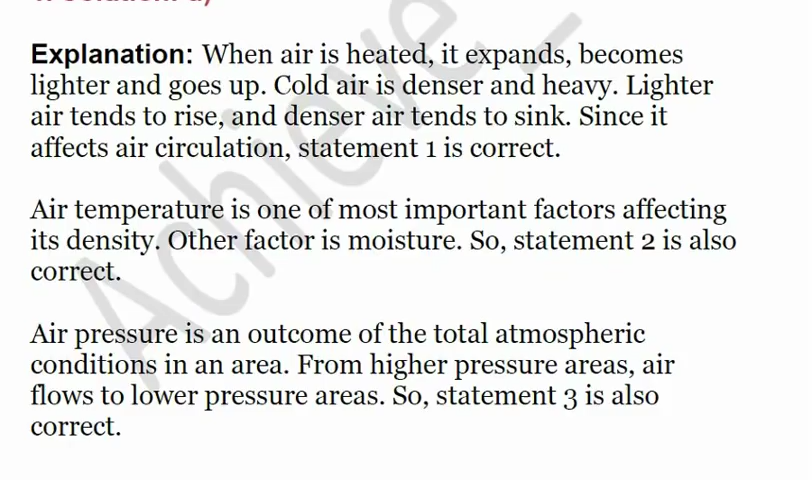 Explanation: When air is heated, it expands, becomes
lighter and goes up. Cold air is denser and heavy. Lighter
air tends to rise, and denser air tends to sink. Since it
affects air circulation, statement 1 is correct.
Air temperature is one of most important factors affecting
its density. Other factor is moisture. So, statement 2 is also
correct.
Air pressure is an outcome of the total atmospheric
conditions in an area. From higher pressure areas, air
flows to lower pressure areas. So, statement 3 is also
correct.
Achieve_